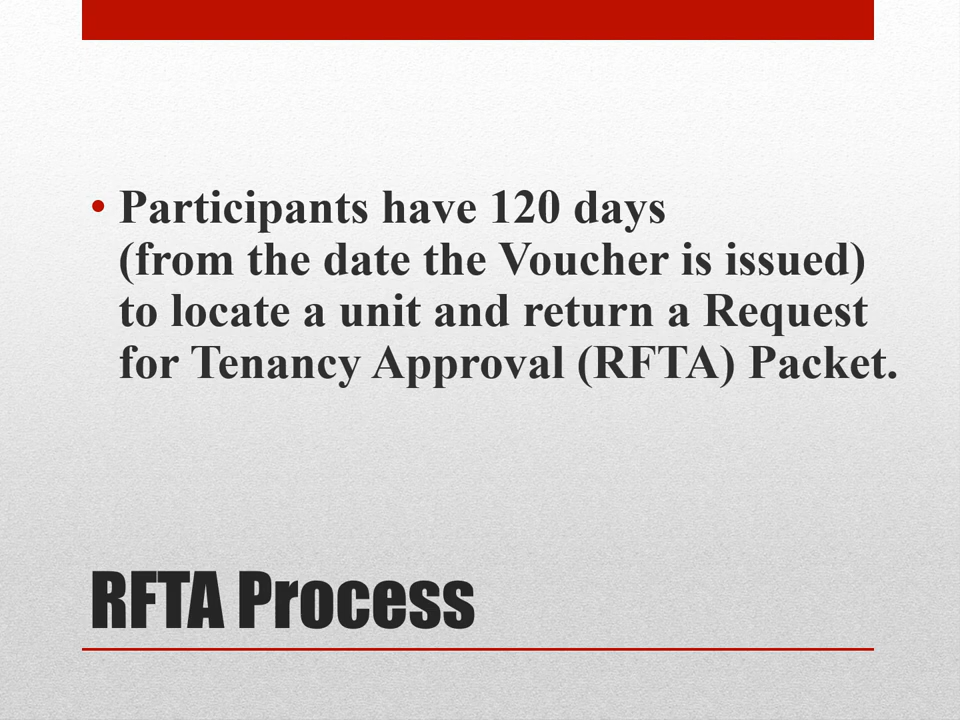 • Participants have 120 days
(from the date the Voucher is issued)
to locate a unit and return a Request
for Tenancy Approval (RFTA) Packet.
RFTA Process